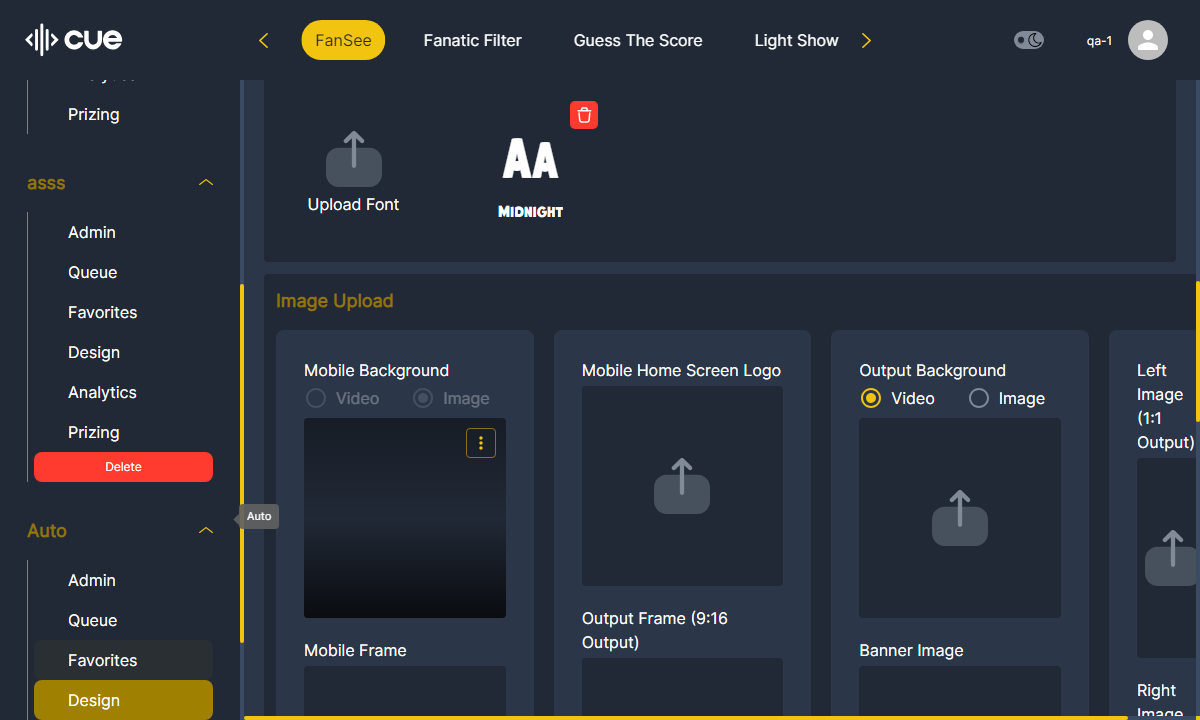 cue
FanSee
Fanatic Filter
Guess The Score
Light Show
qa-1
Prizing
asss
Admin
Queue
Favorites
Design
Analytics
Prizing
Delete
Auto
Admin
Queue
Favorites
Design
Auto
Upload Font
AA
MIDNIGHT
Image Upload
Mobile Background
Video
Image
Mobile Frame
Mobile Home Screen Logo
Output Frame (9:16
Output)
Output Background
Video
Image
Banner Image
Left
Image
(1:1
Output)
Right
Image